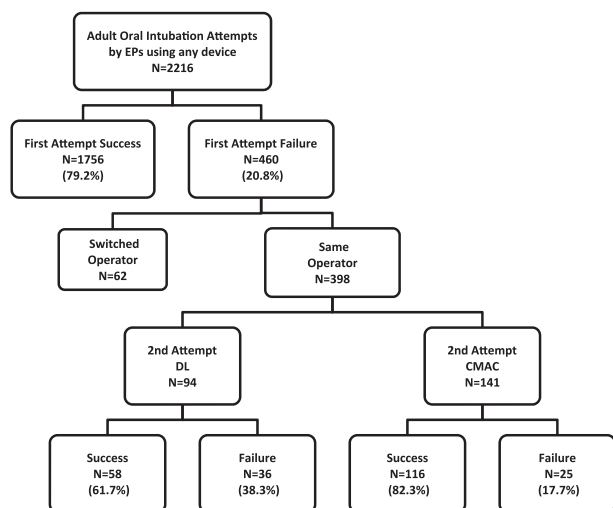 Adult Oral Intubation Attempts
by EPs using any device
N=2216
First Attempt Success
N=1756
(79.2%)
First Attempt Failure
N=460
(20.8%)
Switched
Operator
N=62
Same
Operator
N=398
2nd Attempt
DL
N=94
2nd Attempt
CMAC
N=141
Success
N=58
(61.7%)
Failure
N=36
(38.3%)
Success
N=116
(82.3%)
Failure
N=25
(17.7%)